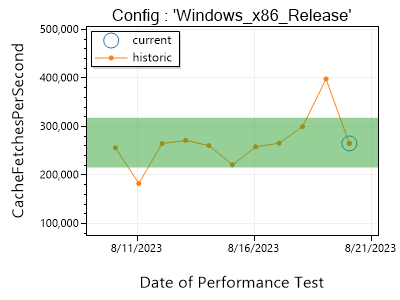 Config : 'Windows_x86_Release'
current
historic
CacheFetchesPerSecond
500,000
400,000
300,000
200,000
100,000
8/11/2023
8/16/2023
8/21/2023
Date of Performance Test